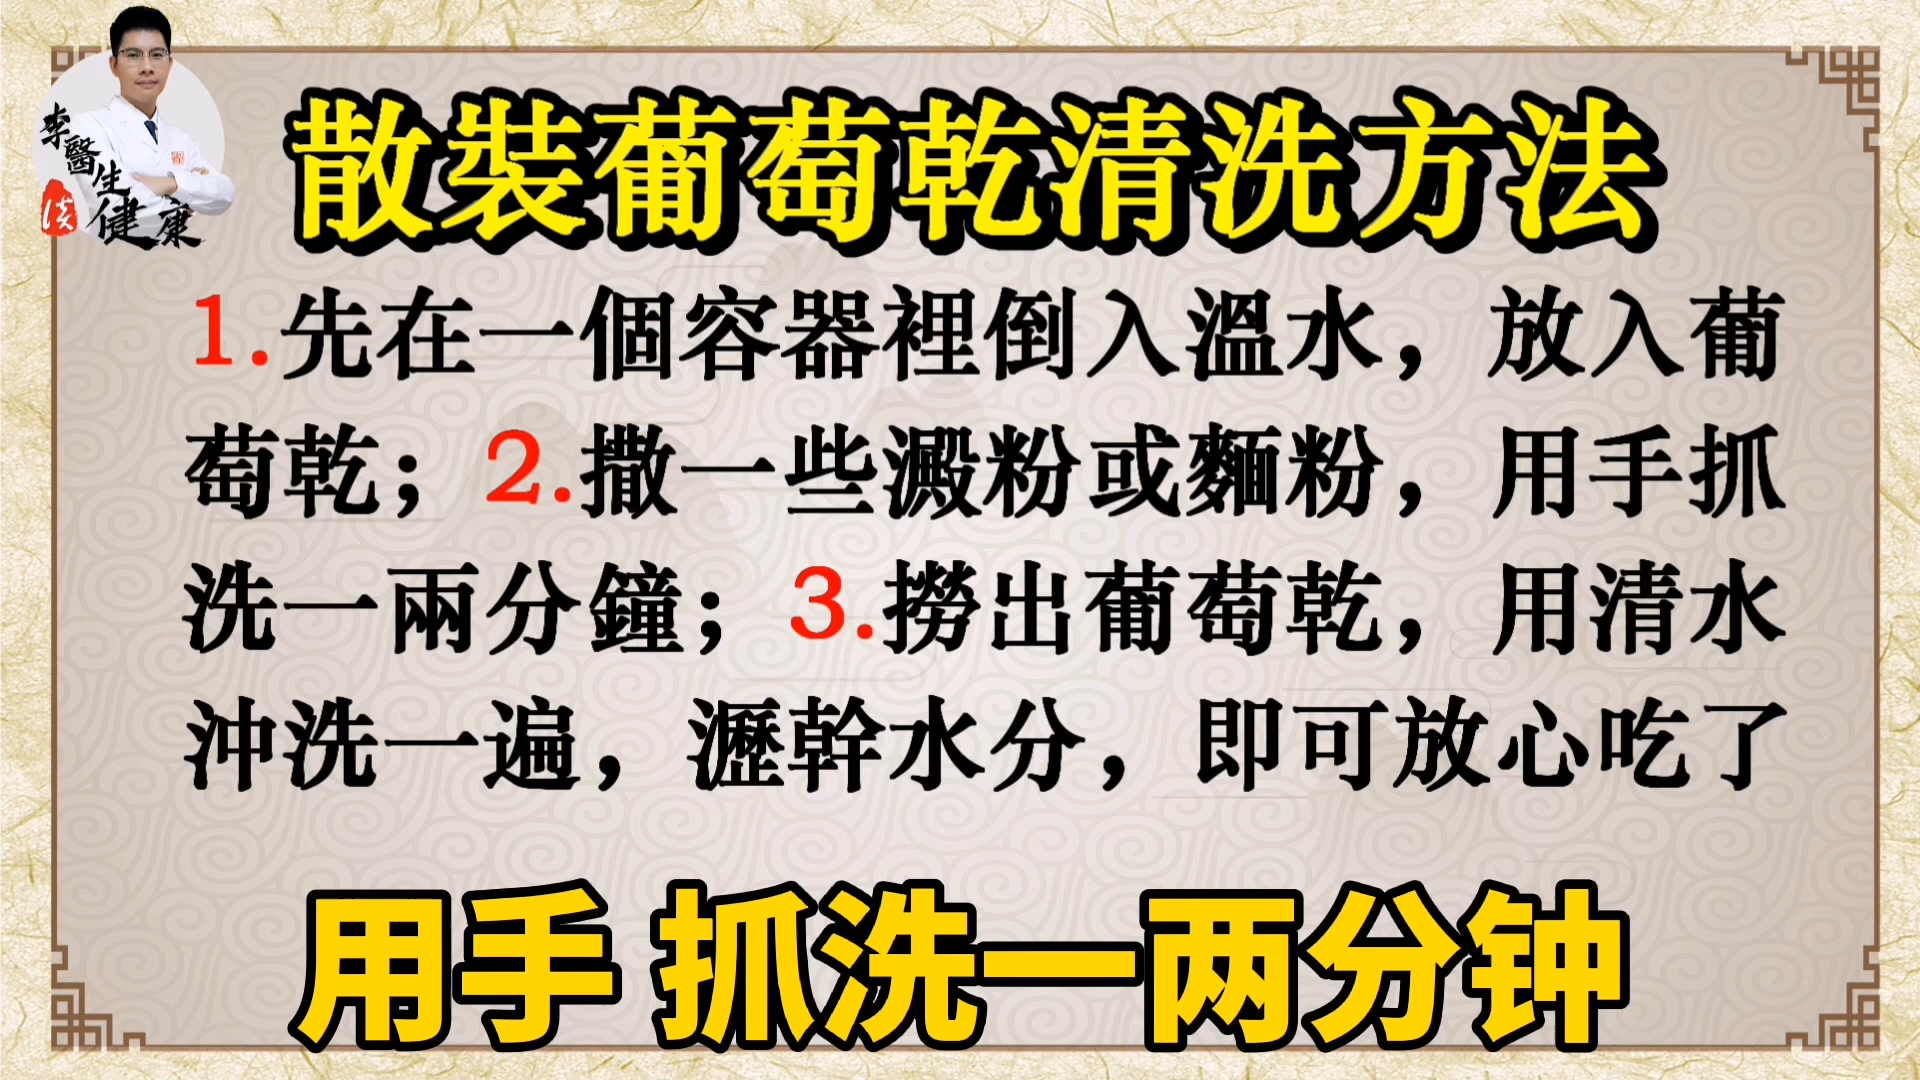 李醫生
談健康
散裝葡萄乾清洗方法
1.先在一個容器裡倒入溫水，放入葡
萄乾；2.撒一些澱粉或麵粉，用手抓
洗一兩分鐘；3.撈出葡萄乾，用清水
沖洗一遍，瀝幹水分，即可放心吃了
用手 抓洗一两分钟